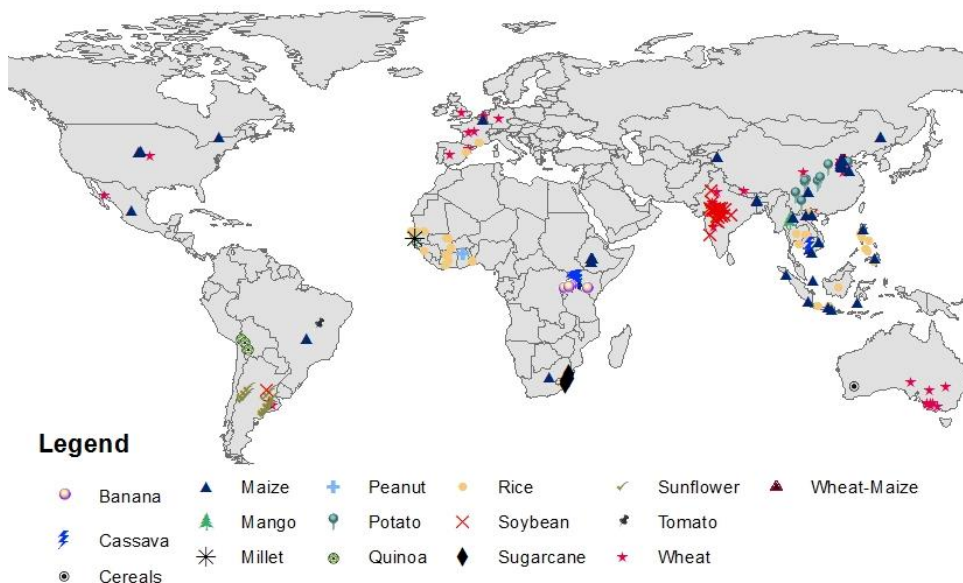 Legend
Banana
Cassava
Cereals
Maize
Mango
Millet
Peanut
Potato
Quinoa
Rice
Soybean
Sugarcane
Sunflower
Tomato
Wheat
Wheat-Maize